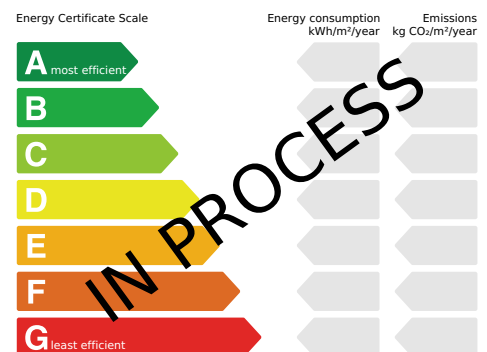 Energy Certificate Scale
Energy consumption
kWh/m²/year
Emissions
kg CO₂/m²/year
A most efficient
B
C
D
E
F
G least efficient
IN PROCESS